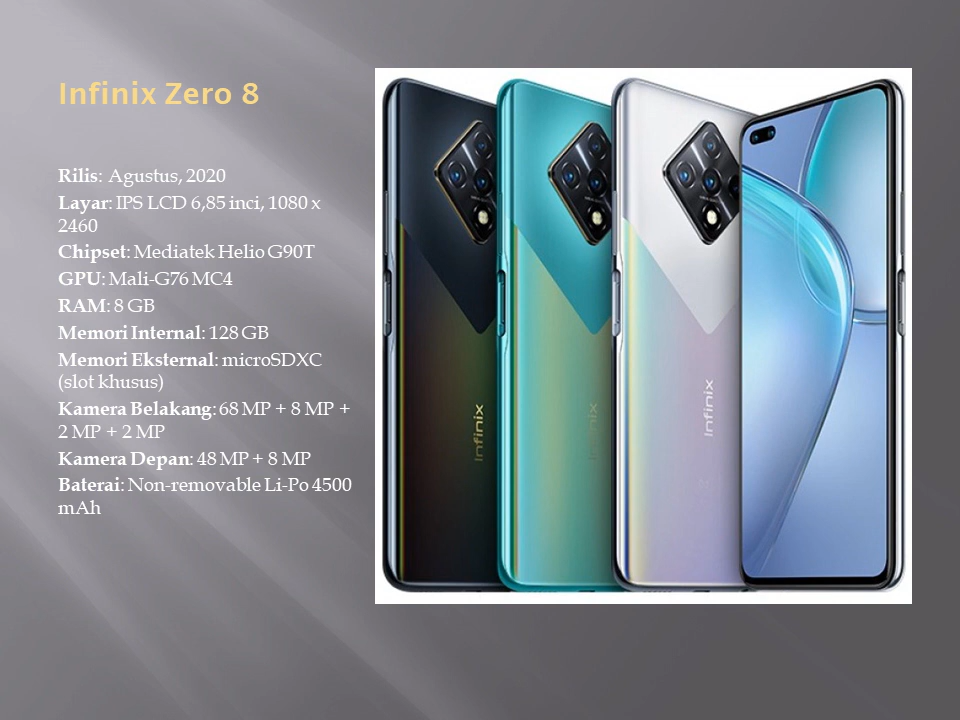 Infinix Zero 8
Rilis: Agustus, 2020
Layar: IPS LCD 6,85 inci, 1080 x
2460
Chipset: Mediatek Helio G90T
GPU: Mali-G76 MC4
RAM: 8 GB
Memori Internal: 128 GB
Memori Eksternal: microSDXC
(slot khusus)
Kamera Belakang: 68 MP + 8 MP +
2 MP + 2 MP
Kamera Depan: 48 MP + 8 MP
Baterai: Non-removable Li-Po 4500
mAh
Infinix
Infinix
Infinix